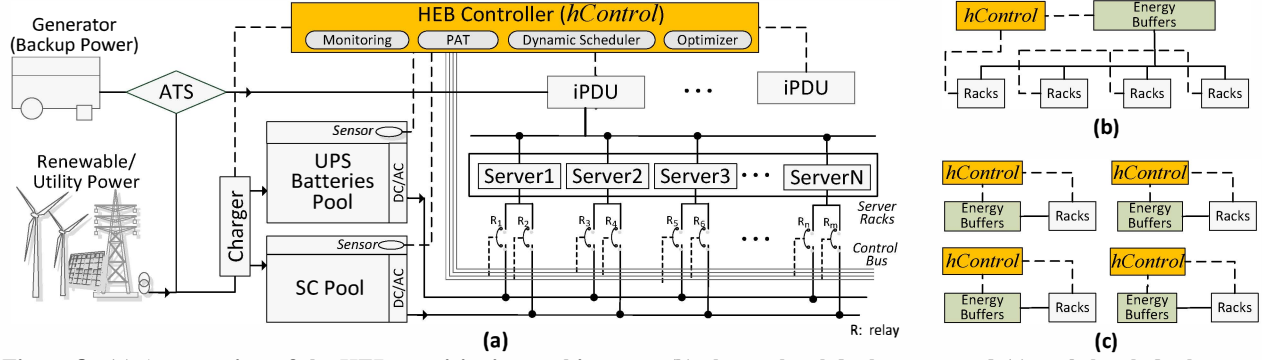 Generator
(Backup Power)
ATS
Renewable/
Utility Power
Charger
HEB Controller (hControl)
Monitoring
PAT
Dynamic Scheduler
Optimizer
Sensor
UPS
Batteries
Pool
DC/AC
Sensor
SC Pool
DC/AC
iPDU
...
iPDU
Server1
Server2
Server3
...
ServerN
Server
Racks
R1
R2
R3
R4
R5
R6
...
Rn
Rm
Control
Bus
R: relay
(a)
hControl
Energy
Buffers
Racks
Racks
Racks
Racks
(b)
hControl
Energy
Buffers
Racks
hControl
Energy
Buffers
Racks
hControl
Energy
Buffers
Racks
hControl
Energy
Buffers
Racks
(c)